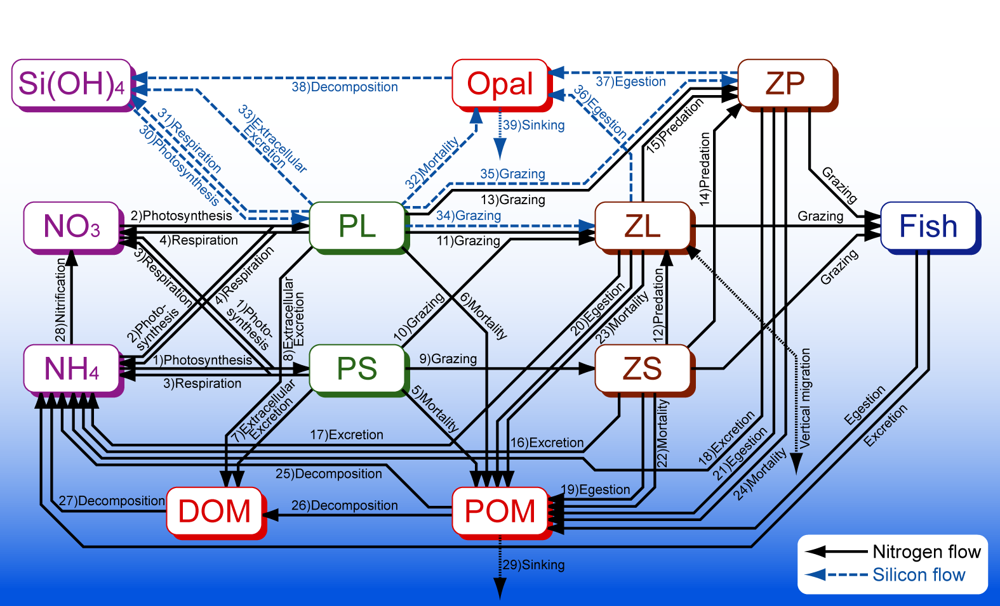 Si(OH)4
Opal
ZP
38)Decomposition
37)Egestion
36)Egestion
15)Predation
39)Sinking
33)Extracellular
Excretion
31)Respiration
30)Photosynthesis
32)Mortality
35)Grazing
13)Grazing
14)Predation
Grazing
NO3
2)Photosynthesis
4)Respiration
PL
34)Grazing
11)Grazing
ZL
Grazing
Fish
3)Respiration
4)Respiration
28)Nitrification
2)Photo-
synthesis
1)Photo-
synthesis
8)Extracellular
Excretion
10)Grazing
6)Mortality
20)Egestion
23)Mortality
12)Predation
Grazing
NH4
1)Photosynthesis
3)Respiration
PS
9)Grazing
ZS
Vertical migration
7)Extracellular
Excretion
5)Mortality
17)Excretion
16)Excretion
22)Mortality
18)Excretion
21)Egestion
24)Mortality
Egestion
Excretion
25)Decomposition
27)Decomposition
DOM
26)Decomposition
POM
19)Egestion
29)Sinking
Nitrogen flow
Silicon flow